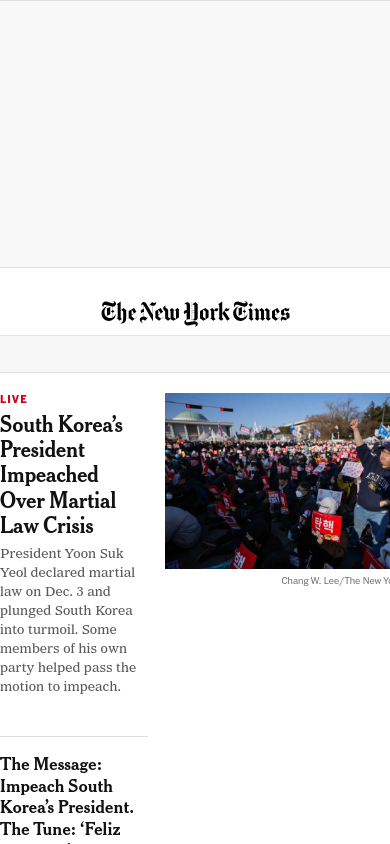 The New York Times
LIVE
South Korea’s
President
Impeached
Over Martial
Law Crisis
President Yoon Suk
Yeol declared martial
law on Dec. 3 and
plunged South Korea
into turmoil. Some
members of his own
party helped pass the
motion to impeach.
탄핵
Chang W. Lee/The New
The Message:
Impeach South
Korea’s President.
The Tune: ‘Feliz